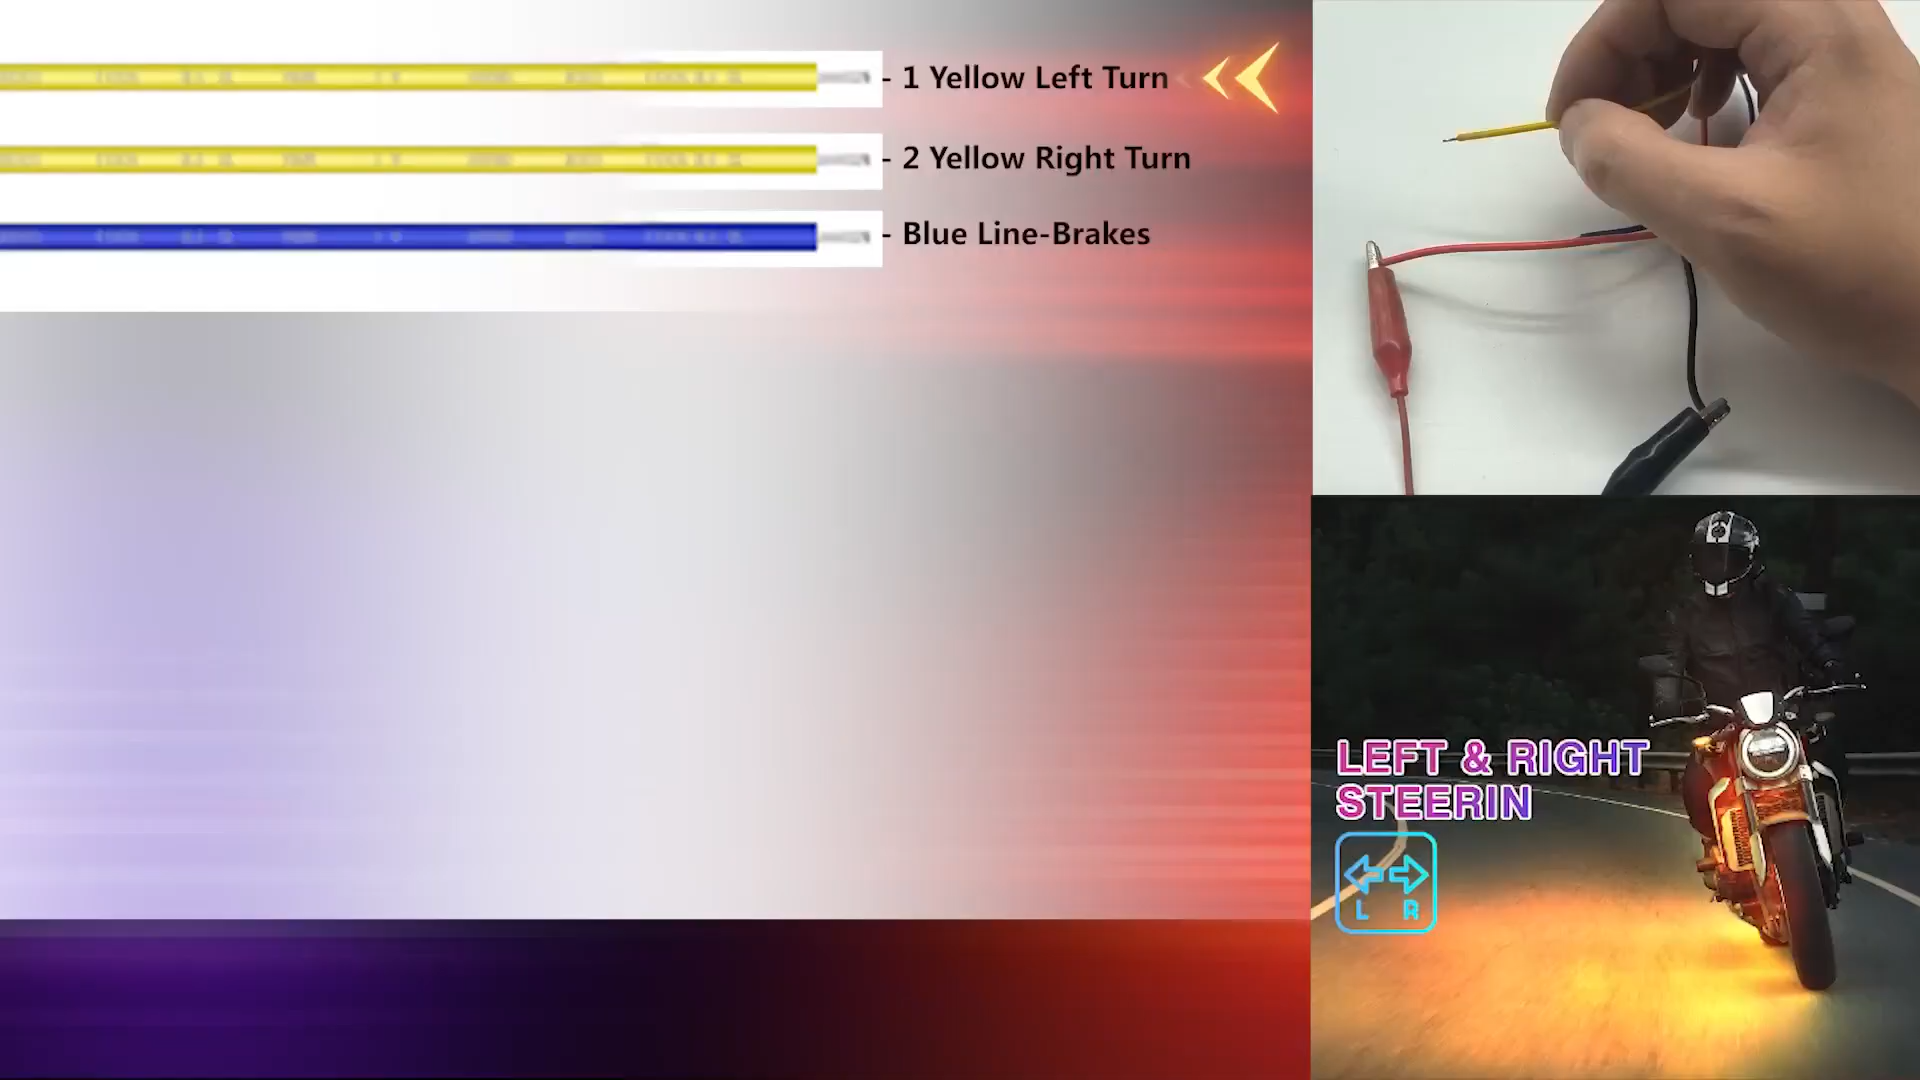 - 1 Yellow Left Turn
- 2 Yellow Right Turn
- Blue Line-Brakes
LEFT & RIGHT
STEERIN
L R